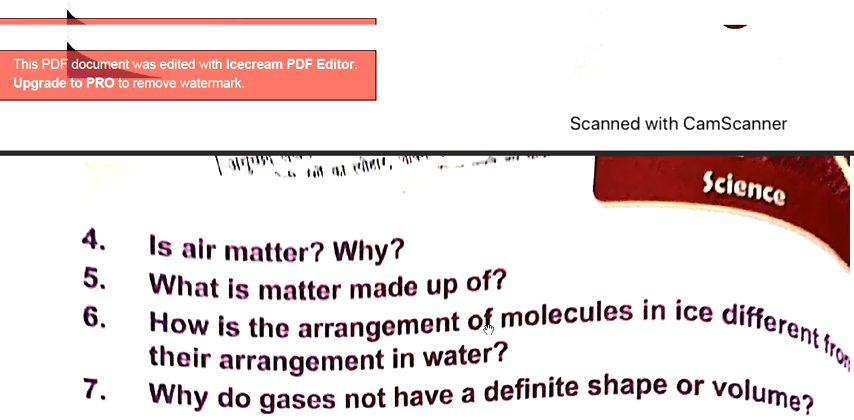 This PDF document was edited with Icecream PDF Editor.
Upgrade to PRO to remove watermark.
Scanned with CamScanner
Science
4. Is air matter? Why?
5. What is matter made up of?
6. How is the arrangement of molecules in ice different from
their arrangement in water?
7. Why do gases not have a definite shape or volume?